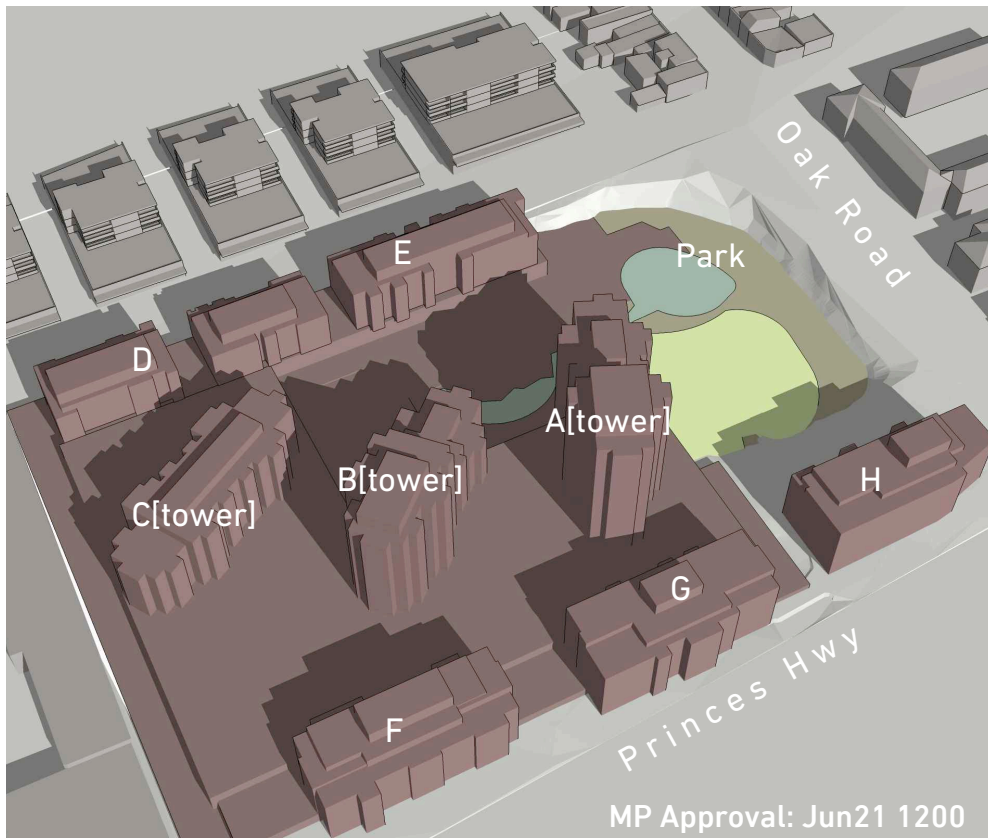 Oak Road
Park
E
D
A[tower]
B[tower]
C[tower]
H
G
F
Princes Hwy
MP Approval: Jun21 1200